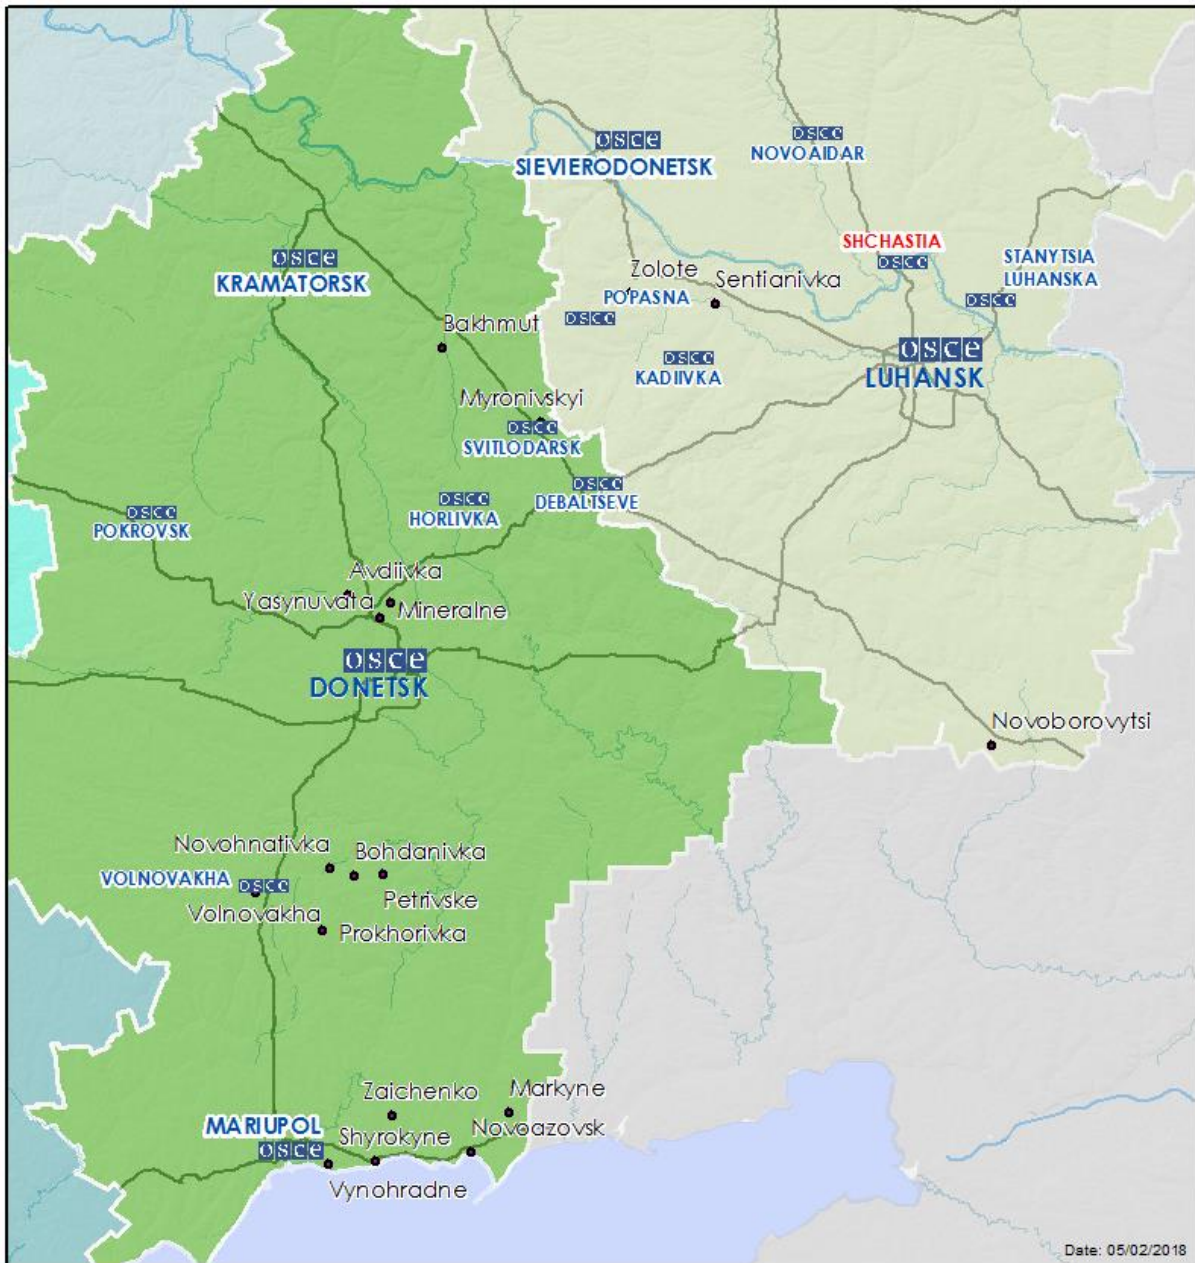 osce
SIEVIERODONETSK
osce
NOVOAIDAR
SHCHASTIA
osce
STANYTSIA
LUHANSKA
osce
osce
KRAMATORSK
Zolote
Sentianivka
POPASNA
osce
Bakhmut
osce
LUHANSK
osce
KADIIVKA
Myronivskyi
osce
SVITLODARSK
osce
DEBALTSEVE
osce
HORLIVKA
osce
POKROVSK
Avdiivka
Yasynuvata
Mineralne
osce
DONETSK
Novoborovytsi
Novohnativka
Bohdanivka
VOLNOVAKHA
osce
Petrivske
Volnovakha
Prokhorivka
Zaichenko
Markyne
MARIUPOL
osce
Shyrokyne
Novoazovsk
Vynohradne
Date: 05/02/2018